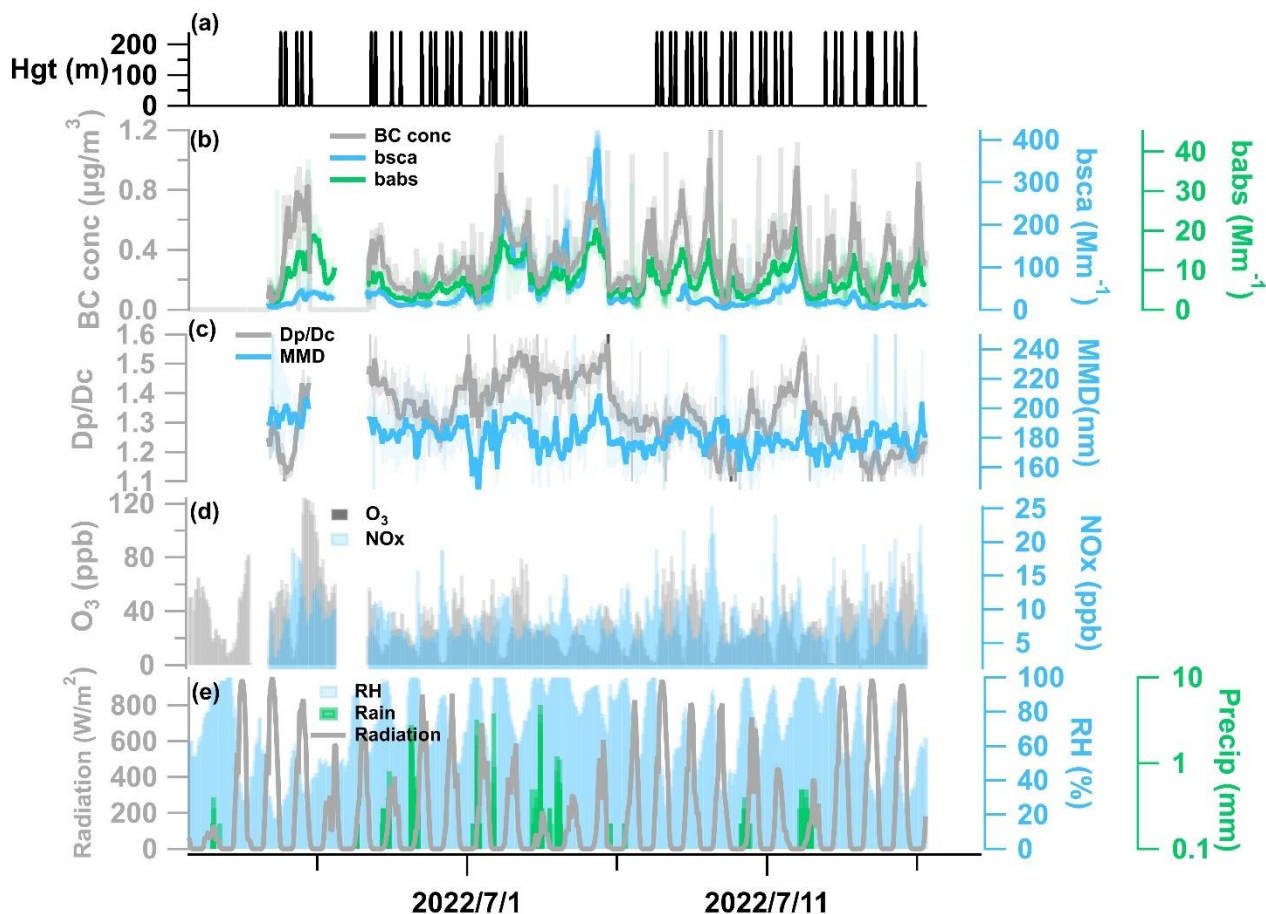 (a)
200
Hgt (m) 100
0
1.2
(b)
BC conc
bsca
babs
400
40
0.8
300
30
0.4
200
20
100
10
0.0
0
0
BC conc (µg/m³)
bsca (Mm⁻¹)
babs (Mm⁻¹)
1.6
(c)
Dp/Dc
MMD
240
1.5
220
1.4
200
1.3
180
1.2
160
1.1
Dp/Dc
MMD(nm)
120
(d)
O₃
NOx
25
80
20
15
40
10
5
0
O₃ (ppb)
NOx (ppb)
(e)
RH
Rain
Radiation
100
10
800
80
600
60
1
400
40
200
20
0
0
0.1
Radiation (W/m²)
RH (%)
Precip (mm)
2022/7/1
2022/7/11